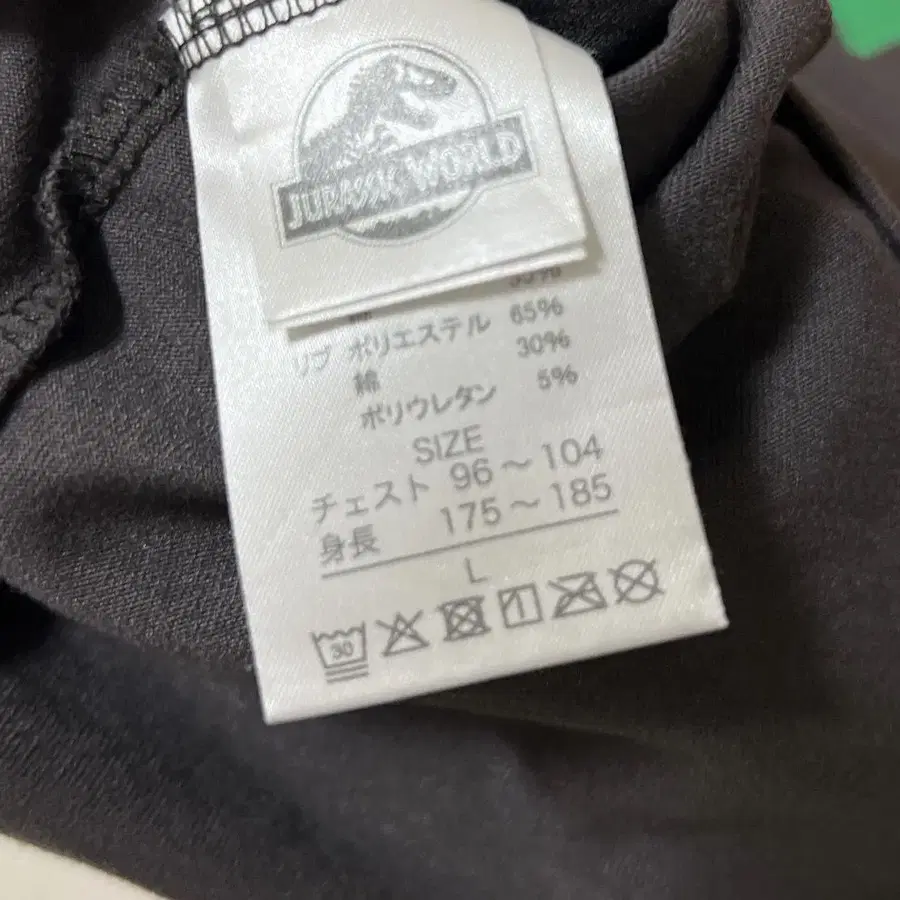 JURASSIC WORLD
リブ ポリエステル 65%
綿 30%
ポリウレタン 5%
SIZE
チェスト 96～104
身長 175～185
L
30